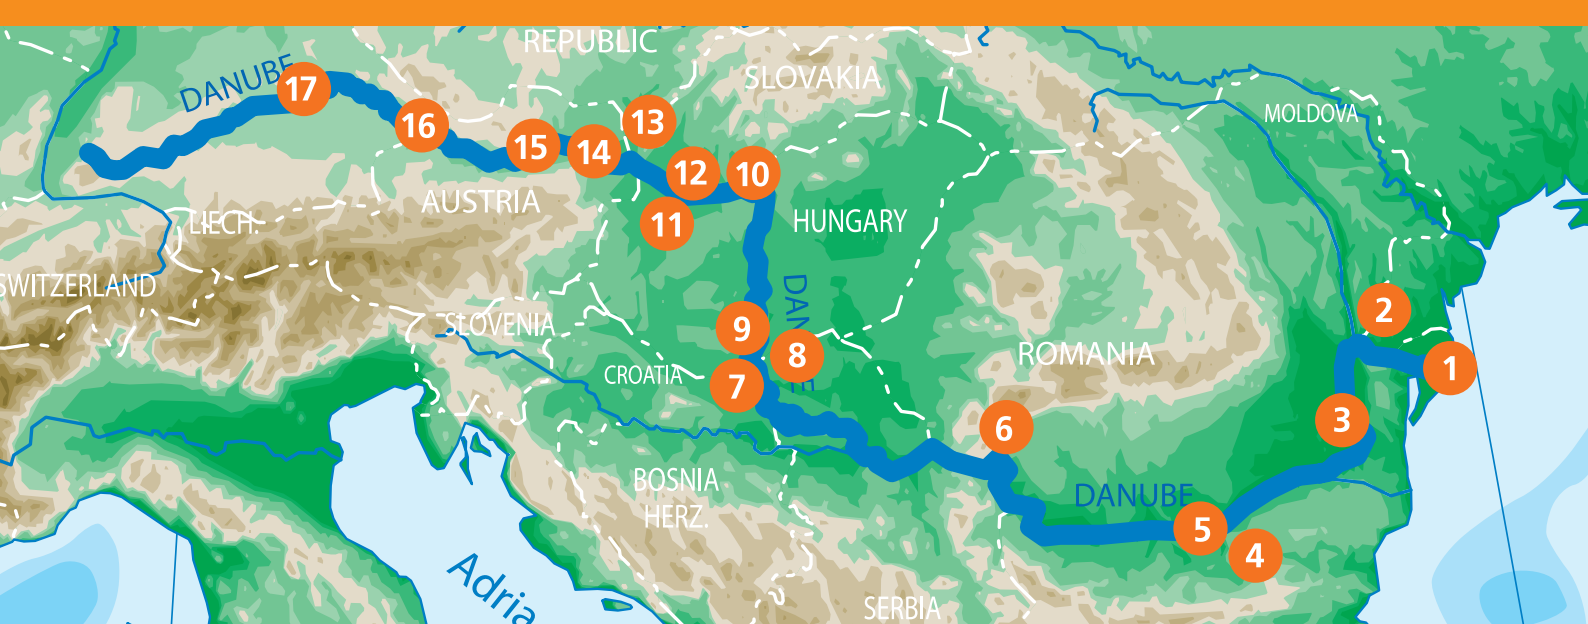 REPUBLIC
SLOVAKIA
DANUBE
17
16
15
14
13
12
10
11
MOLDOVA
AUSTRIA
LIECH.
HUNGARY
SWITZERLAND
DANUBE
SLOVENIA
9
8
7
CROATIA
2
1
ROMANIA
3
6
BOSNIA
HERZ.
DANUBE
5
4
Adria
SERBIA